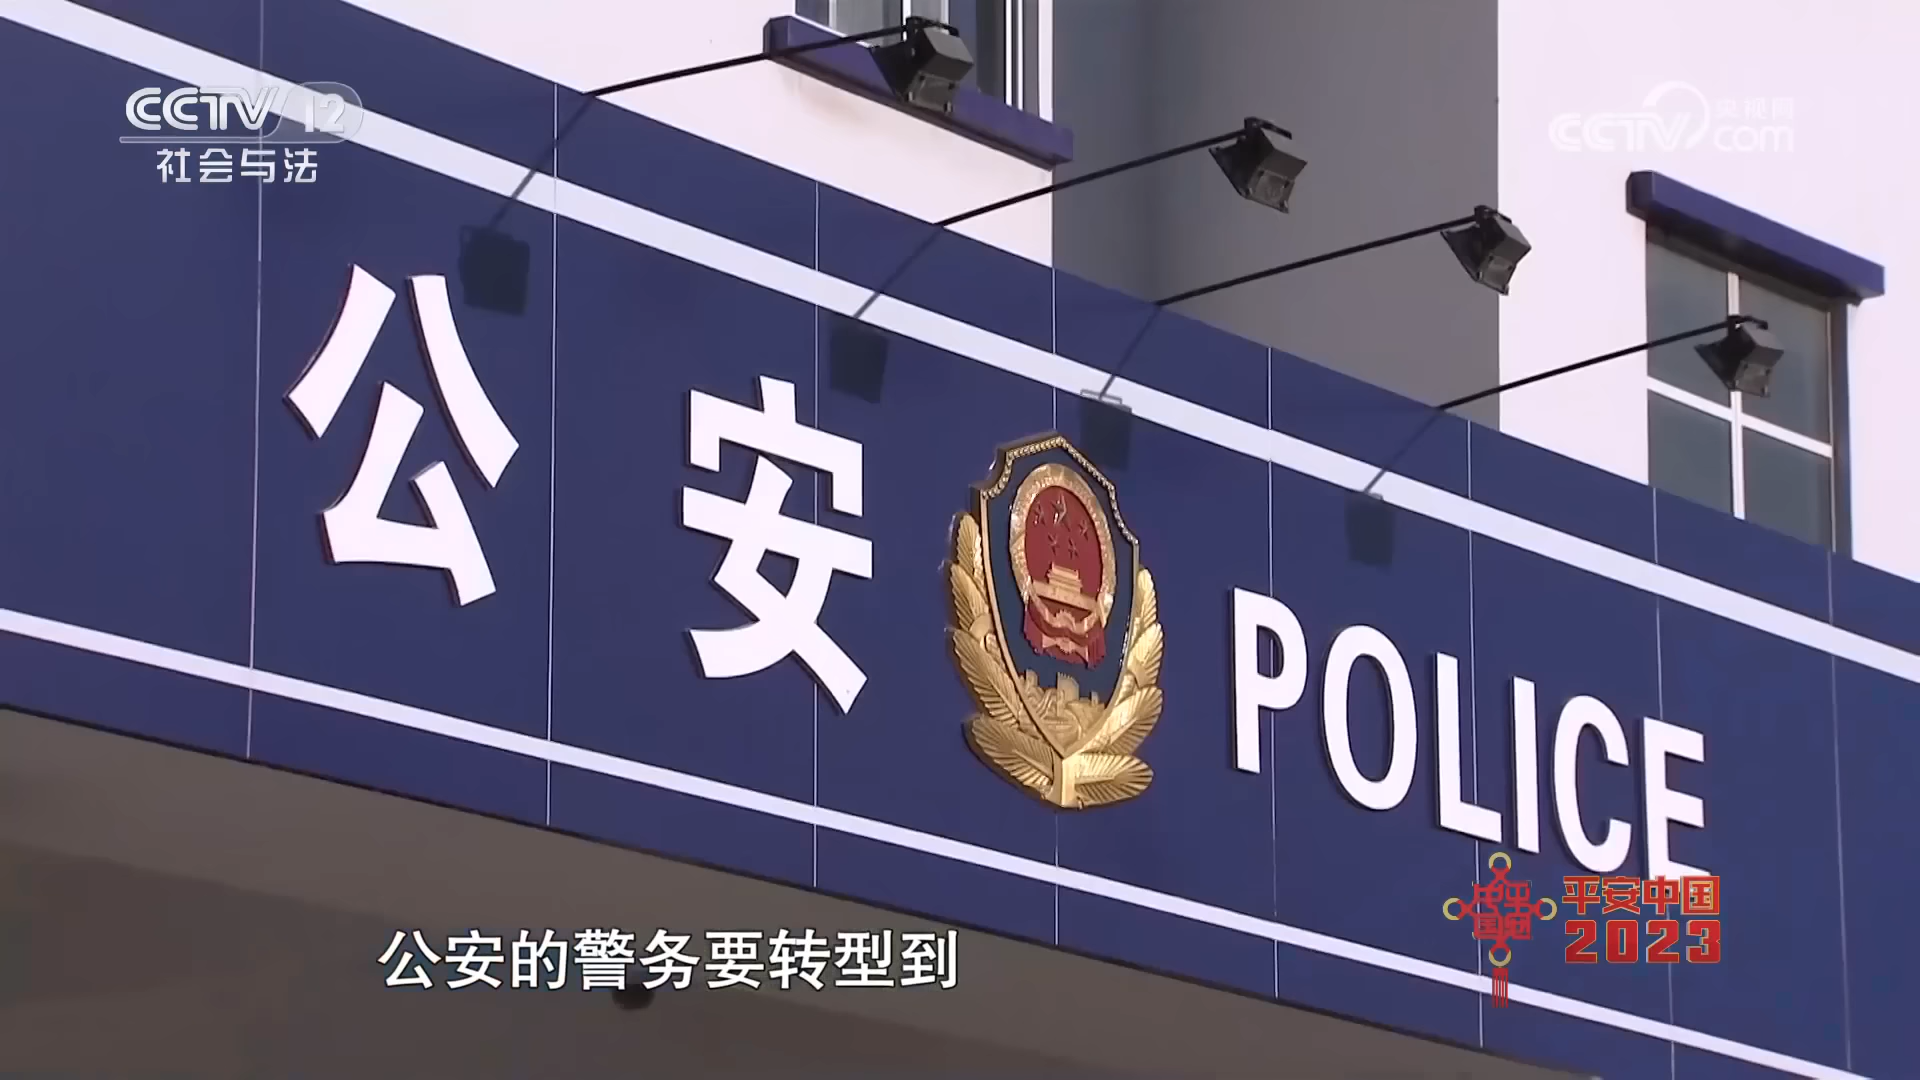 CCTV 12
社会与法
央视网
CCTV.com
公安 POLICE
平安中国
2023
公安的警务要转型到